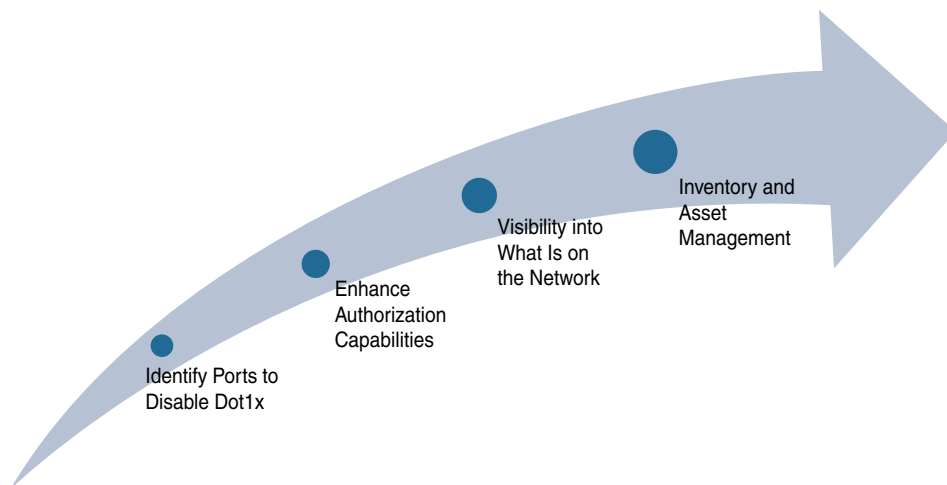 Identify Ports to
Disable Dot1x
Enhance
Authorization
Capabilities
Visibility into
What Is on
the Network
Inventory and
Asset
Management